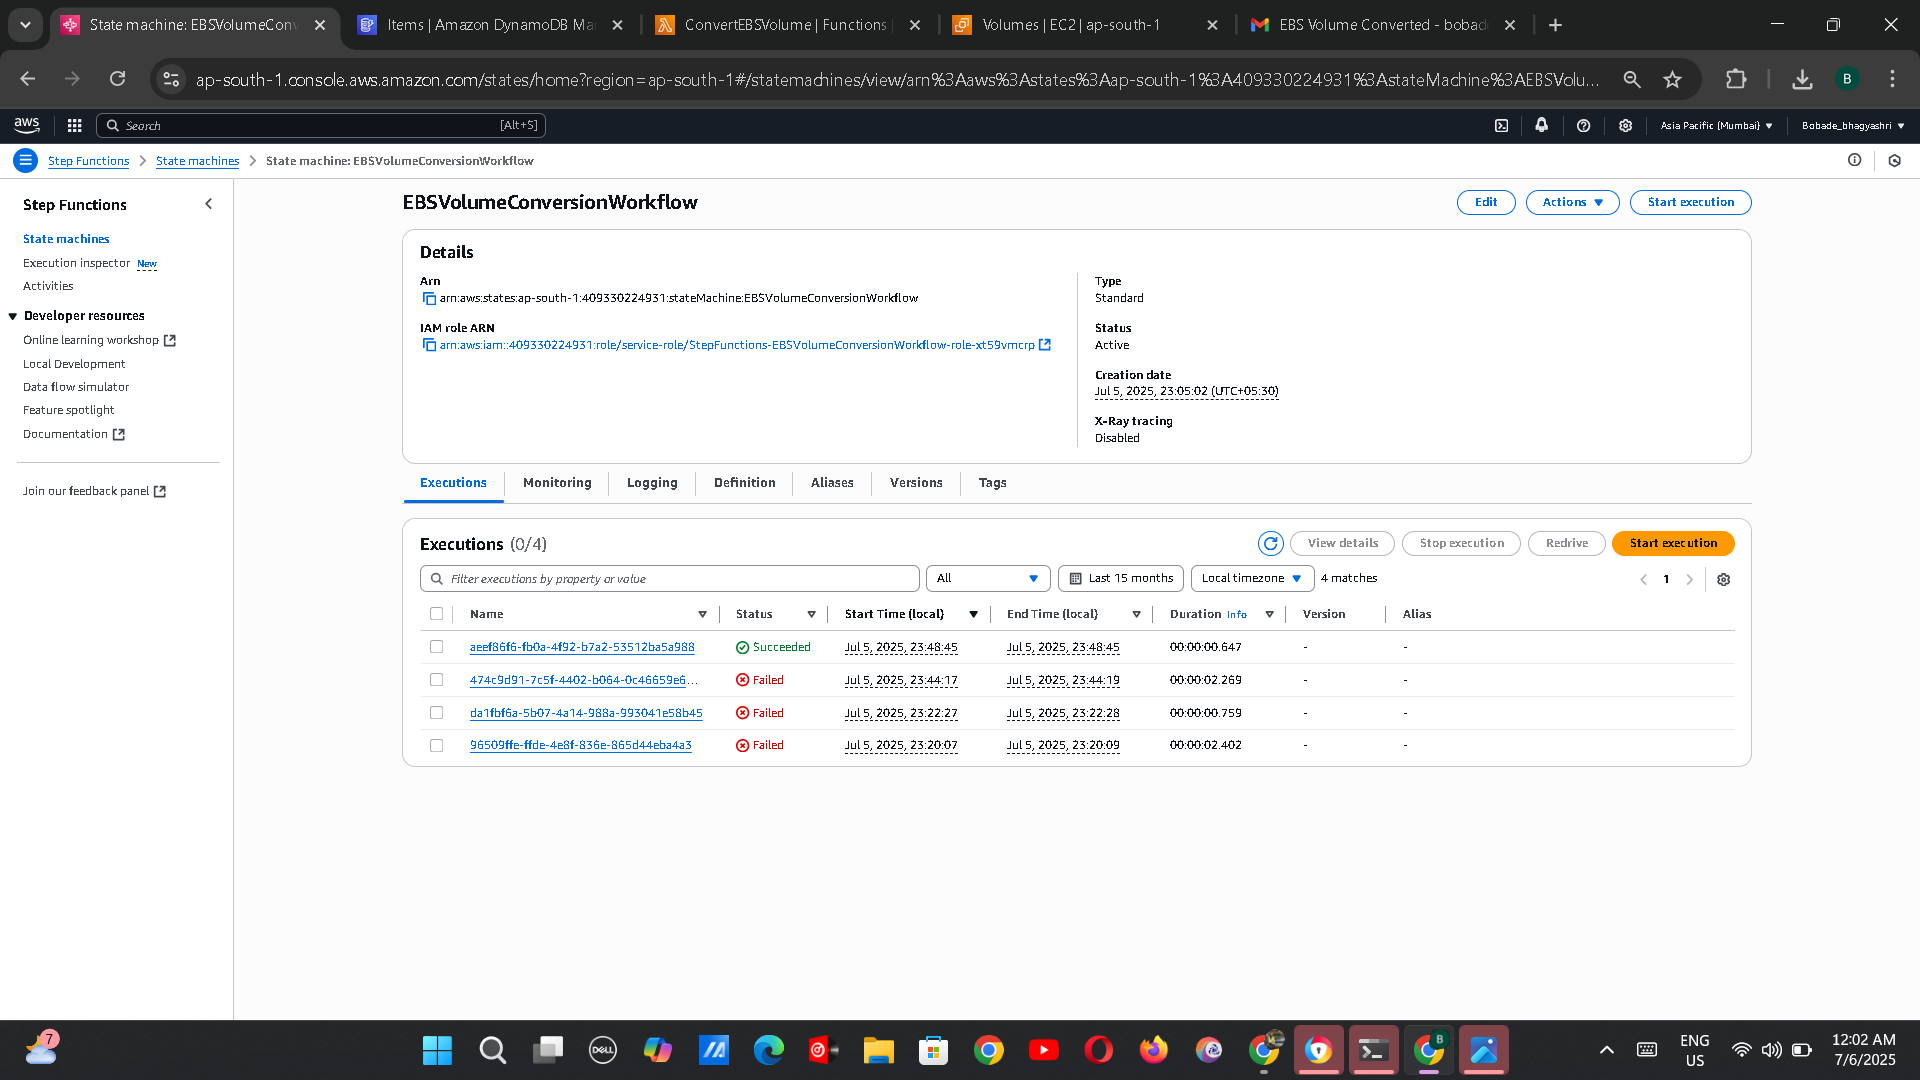 State machine: EBSVolumeConv
Items | Amazon DynamoDB Ma
ConvertEBSVolume | Functions
Volumes | EC2 | ap-south-1
EBS Volume Converted - bobad
ap-south-1.console.aws.amazon.com/states/home?region=ap-south-1#/statemachines/view/arn%3Aaws%3Astates%3Aap-south-1%3A409330224931%3AstateMachine%3AEBSVolu...
B
aws
Search
[Alt+S]
Asia Pacific (Mumbai)
Bobade_bhagyashri
Step Functions
State machines
State machine: EBSVolumeConversionWorkflow
Step Functions
State machines
Execution inspector New
Activities
Developer resources
Online learning workshop
Local Development
Data flow simulator
Feature spotlight
Documentation
Join our feedback panel
EBSVolumeConversionWorkflow
Edit
Actions
Start execution
Details
Arn
arn:aws:states:ap-south-1:409330224931:stateMachine:EBSVolumeConversionWorkflow
IAM role ARN
arn:aws:iam::409330224931:role/service-role/StepFunctions-EBSVolumeConversionWorkflow-role-xt59vmcrp
Type
Standard
Status
Active
Creation date
Jul 5, 2025, 23:05:02 (UTC+05:30)
X-Ray tracing
Disabled
Executions Monitoring Logging Definition Aliases Versions Tags
Executions (0/4)
View details
Stop execution
Redrive
Start execution
Filter executions by property or value
All
Last 15 months
Local timezone
4 matches
1
Name Status Start Time (local) End Time (local) Duration Info Version Alias
aeef86f6-fb0a-4f92-b7a2-53512ba5a988 Succeeded Jul 5, 2025, 23:48:45 Jul 5, 2025, 23:48:45 00:00:00.647 - -
474c9d91-7c5f-4402-b064-0c46659e6... Failed Jul 5, 2025, 23:44:17 Jul 5, 2025, 23:44:19 00:00:02.269 - -
da1fbf6a-5b07-4a14-988a-993041e58b45 Failed Jul 5, 2025, 23:22:27 Jul 5, 2025, 23:22:28 00:00:00.759 - -
96509ffe-ffde-4e8f-836e-865d44eba4a3 Failed Jul 5, 2025, 23:20:07 Jul 5, 2025, 23:20:09 00:00:02.402 - -
7
DELL
B
ENG
US
12:02 AM
7/6/2025